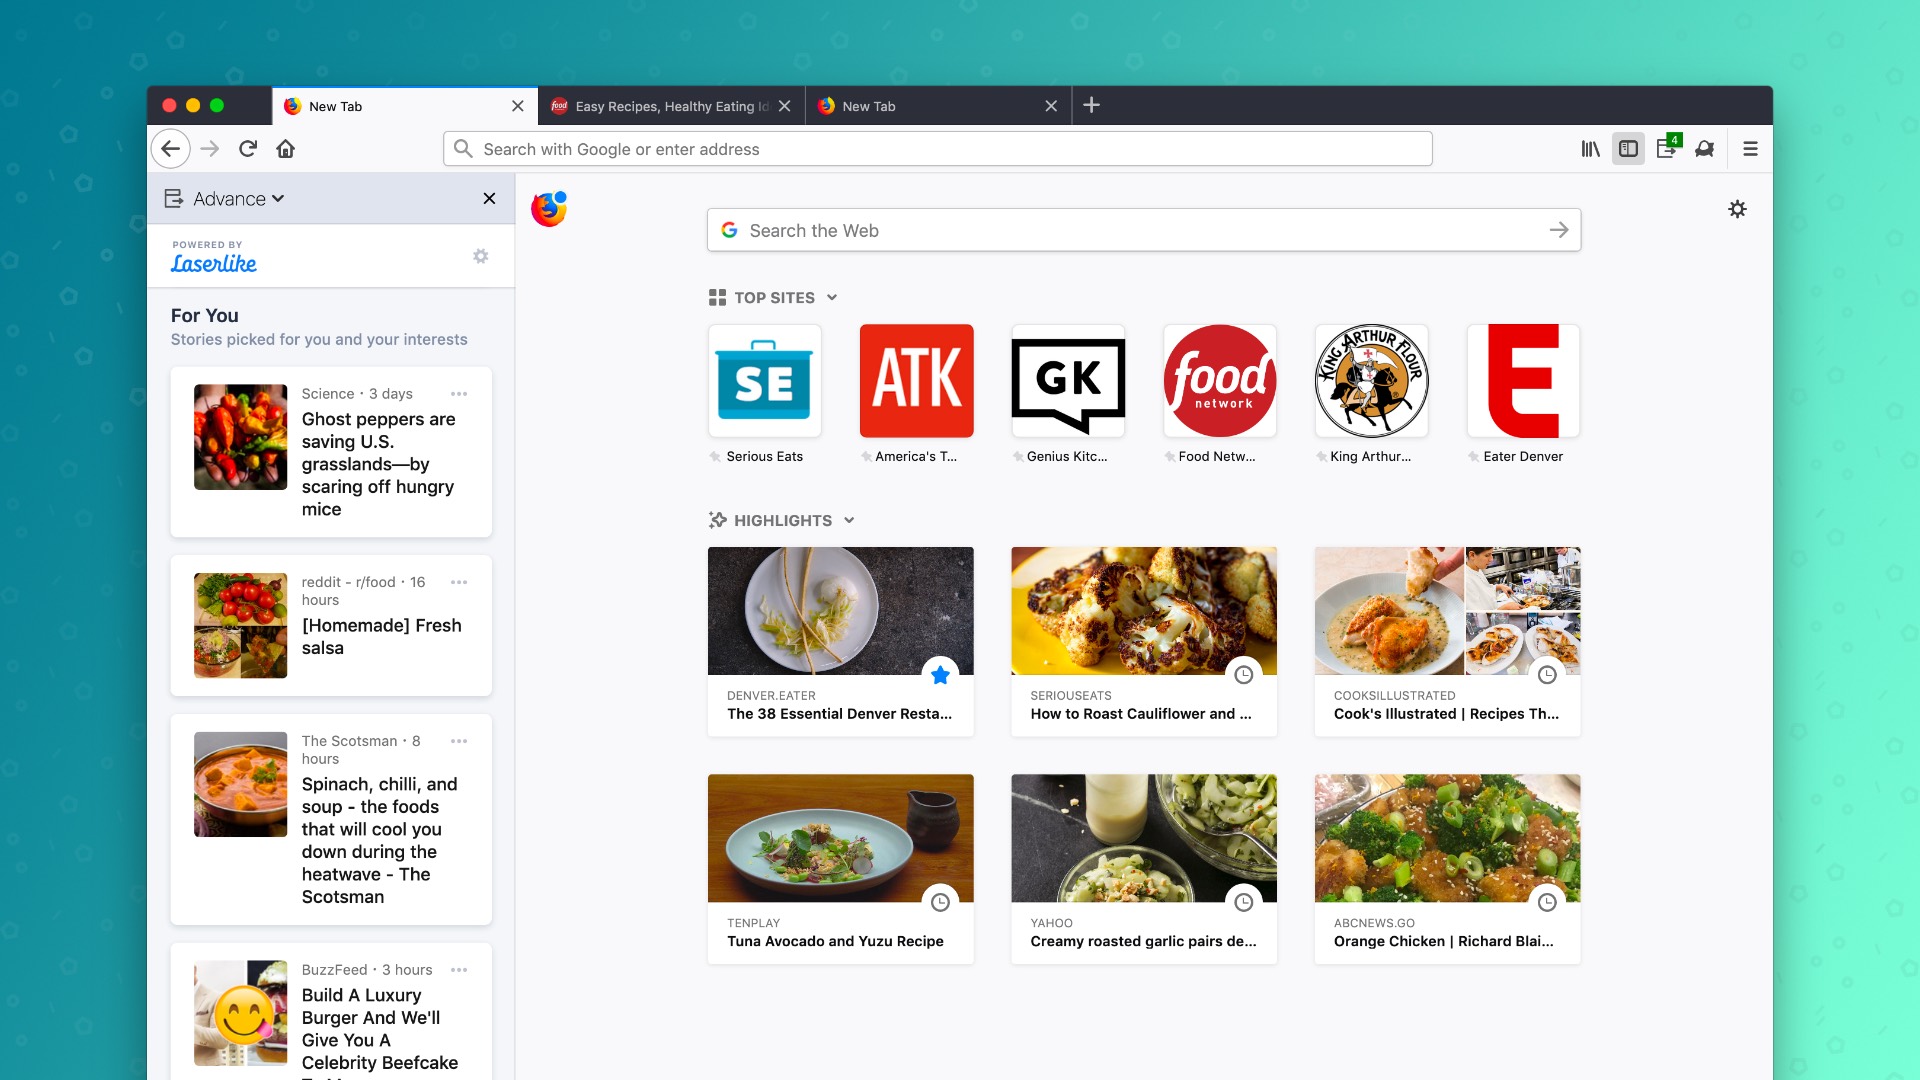 New Tab
food
Easy Recipes, Healthy Eating Id
New Tab
Search with Google or enter address
4
Advance
POWERED BY
Laserlike
For You
Stories picked for you and your interests
Science · 3 days
Ghost peppers are
saving U.S.
grasslands—by
scaring off hungry
mice
reddit - r/food · 16
hours
[Homemade] Fresh
salsa
The Scotsman · 8
hours
Spinach, chilli, and
soup - the foods
that will cool you
down during the
heatwave - The
Scotsman
BuzzFeed · 3 hours
Build A Luxury
Burger And We'll
Give You A
Celebrity Beefcake
Search the Web
TOP SITES
SE
ATK
GK
food
network
KING ARTHUR FLOUR
E
Serious Eats
America's T...
Genius Kitc...
Food Netw...
King Arthur...
Eater Denver
HIGHLIGHTS
DENVER.EATER
The 38 Essential Denver Resta...
SERIOUSEATS
How to Roast Cauliflower and ...
COOKSILLUSTRATED
Cook's Illustrated | Recipes Th...
TENPLAY
Tuna Avocado and Yuzu Recipe
YAHOO
Creamy roasted garlic pairs de...
ABCNEWS.GO
Orange Chicken | Richard Blai...